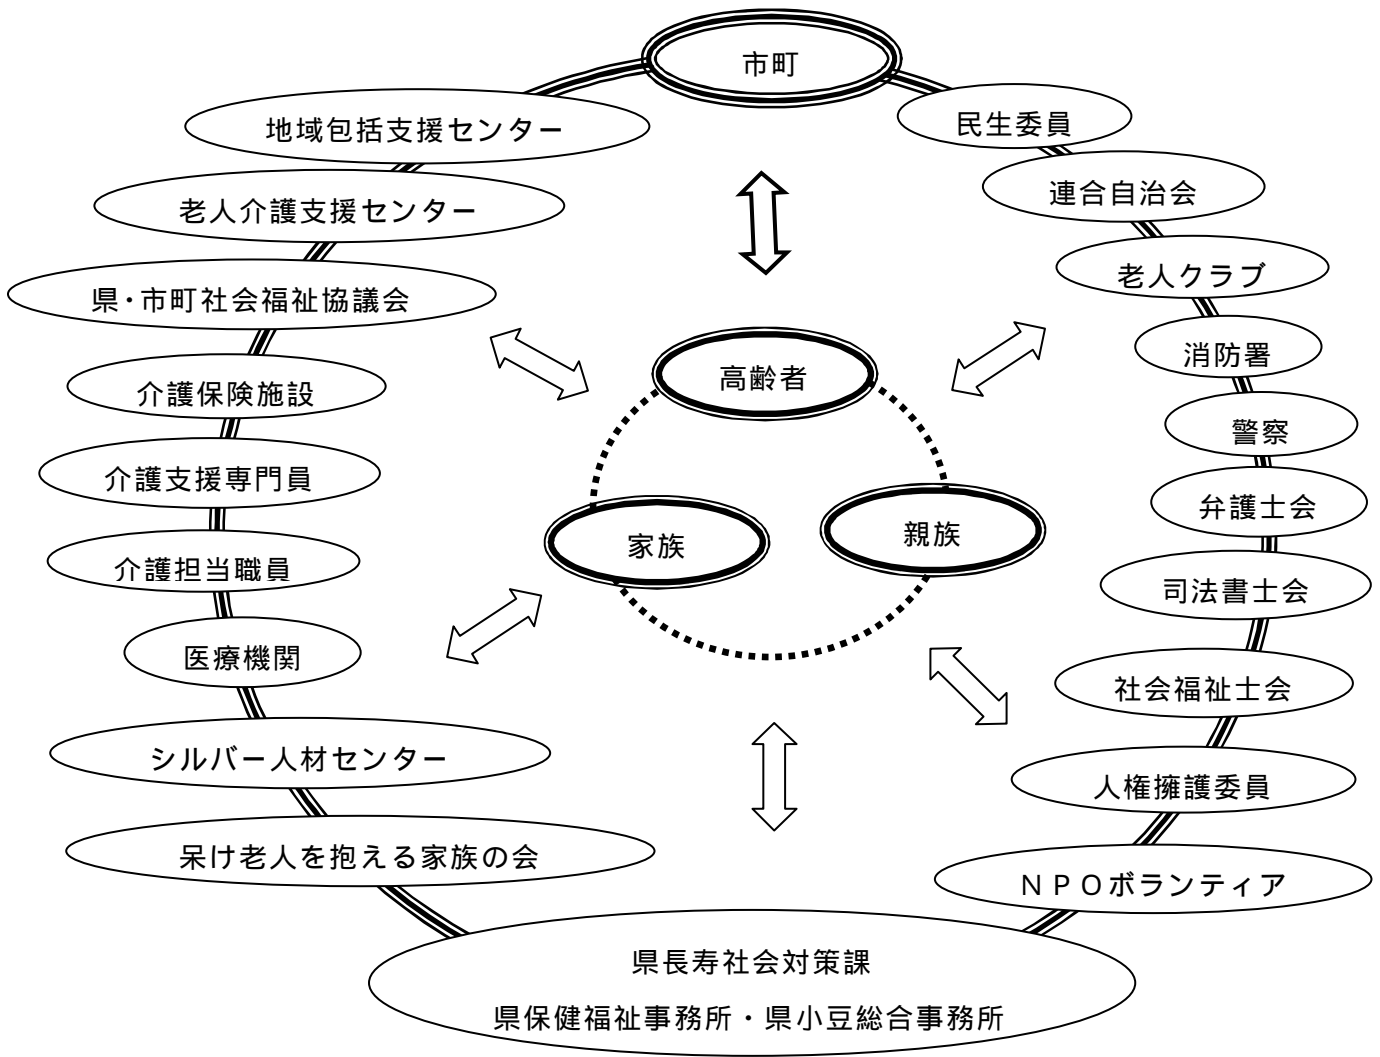 市町
地域包括支援センター
民生委員
老人介護支援センター
連合自治会
県・市町社会福祉協議会
老人クラブ
消防署
高齢者
介護保険施設
警察
介護支援専門員
弁護士会
家族
親族
介護担当職員
司法書士会
医療機関
社会福祉士会
シルバー人材センター
人権擁護委員
呆け老人を抱える家族の会
ＮＰＯボランティア
県長寿社会対策課
県保健福祉事務所・県小豆総合事務所